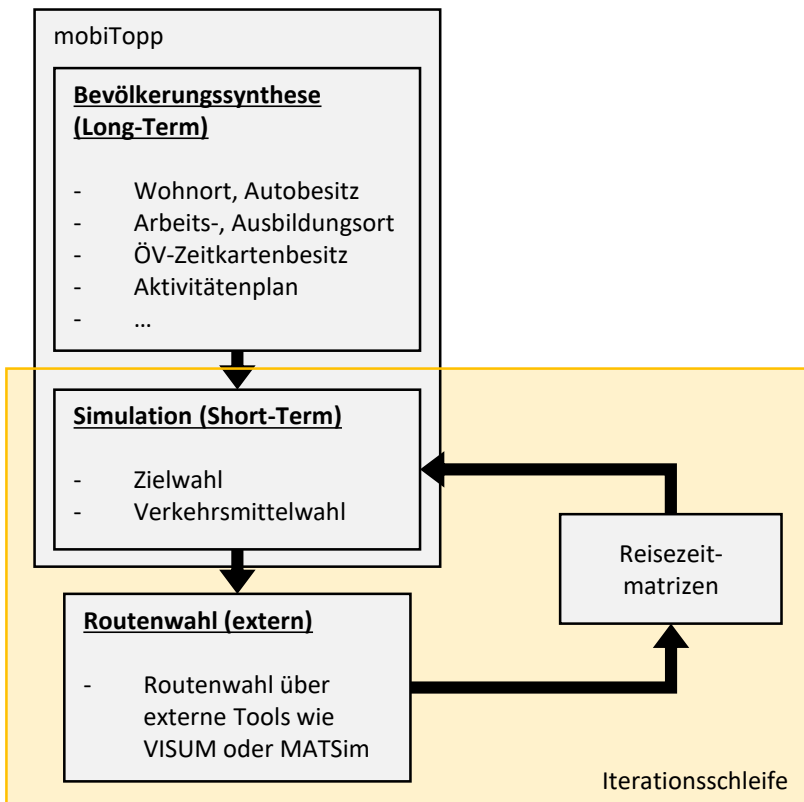 mobiTopp
Bevölkerungssynthese
(Long-Term)
- Wohnort, Autobesitz
- Arbeits-, Ausbildungsort
- ÖV-Zeitkartenbesitz
- Aktivitätenplan
- …
Simulation (Short-Term)
- Zielwahl
- Verkehrsmittelwahl
Reisezeit-
matrizen
Routenwahl (extern)
- Routenwahl über
externe Tools wie
VISUM oder MATSim
Iterationsschleife